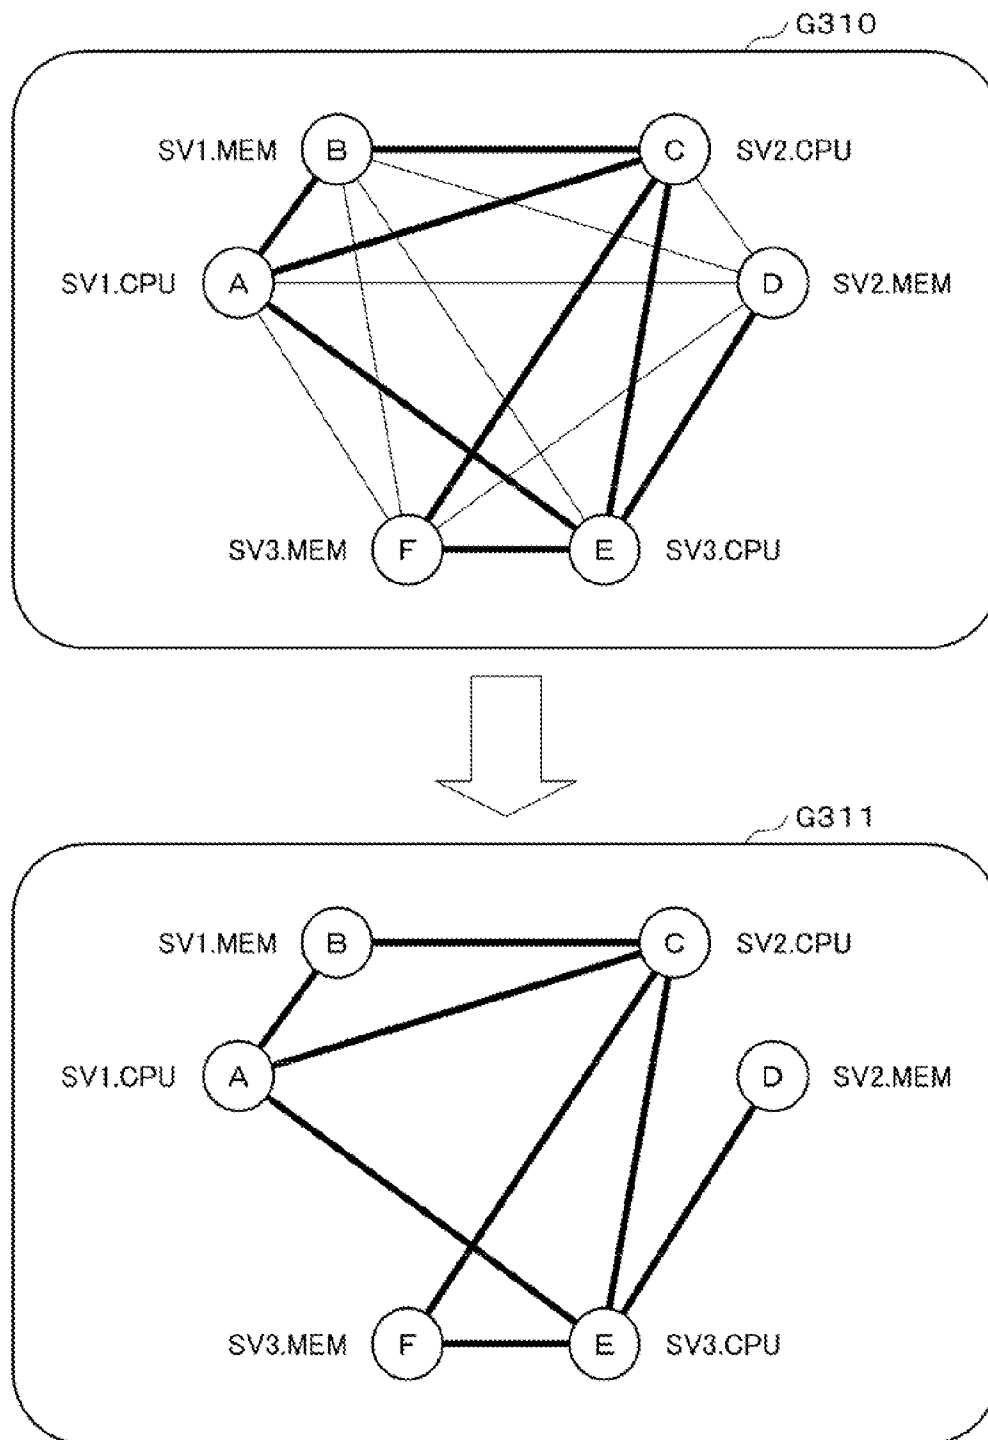 G310
SV1.MEM B C SV2.CPU
SV1.CPU A D SV2.MEM
SV3.MEM F E SV3.CPU
G311
SV1.MEM B C SV2.CPU
SV1.CPU A D SV2.MEM
SV3.MEM F E SV3.CPU